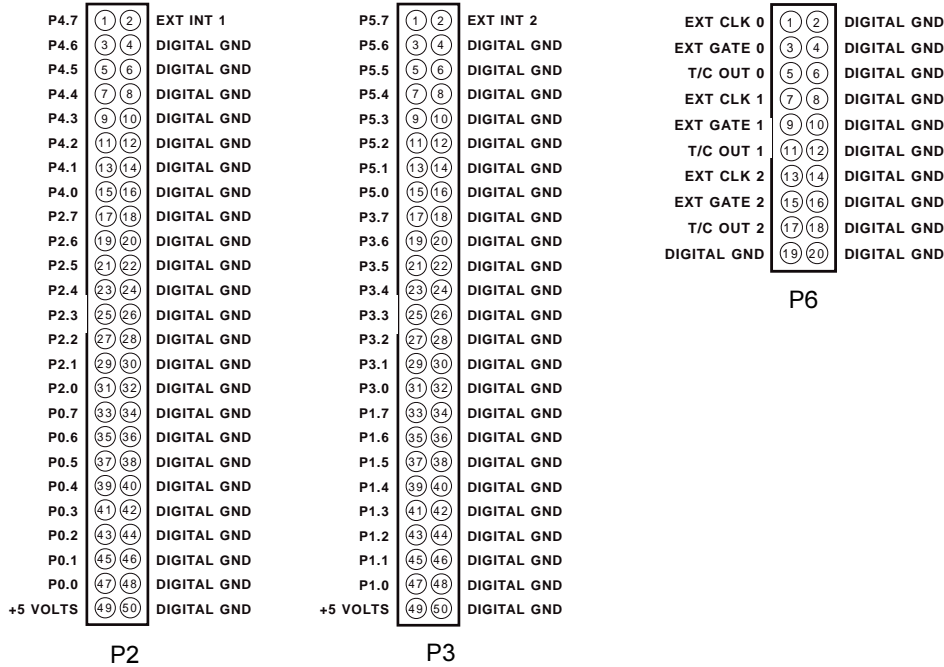 P4.7 1 2 EXT INT 1
P4.6 3 4 DIGITAL GND
P4.5 5 6 DIGITAL GND
P4.4 7 8 DIGITAL GND
P4.3 9 10 DIGITAL GND
P4.2 11 12 DIGITAL GND
P4.1 13 14 DIGITAL GND
P4.0 15 16 DIGITAL GND
P2.7 17 18 DIGITAL GND
P2.6 19 20 DIGITAL GND
P2.5 21 22 DIGITAL GND
P2.4 23 24 DIGITAL GND
P2.3 25 26 DIGITAL GND
P2.2 27 28 DIGITAL GND
P2.1 29 30 DIGITAL GND
P2.0 31 32 DIGITAL GND
P0.7 33 34 DIGITAL GND
P0.6 35 36 DIGITAL GND
P0.5 37 38 DIGITAL GND
P0.4 39 40 DIGITAL GND
P0.3 41 42 DIGITAL GND
P0.2 43 44 DIGITAL GND
P0.1 45 46 DIGITAL GND
P0.0 47 48 DIGITAL GND
+5 VOLTS 49 50 DIGITAL GND
P2
P5.7 1 2 EXT INT 2
P5.6 3 4 DIGITAL GND
P5.5 5 6 DIGITAL GND
P5.4 7 8 DIGITAL GND
P5.3 9 10 DIGITAL GND
P5.2 11 12 DIGITAL GND
P5.1 13 14 DIGITAL GND
P5.0 15 16 DIGITAL GND
P3.7 17 18 DIGITAL GND
P3.6 19 20 DIGITAL GND
P3.5 21 22 DIGITAL GND
P3.4 23 24 DIGITAL GND
P3.3 25 26 DIGITAL GND
P3.2 27 28 DIGITAL GND
P3.1 29 30 DIGITAL GND
P3.0 31 32 DIGITAL GND
P1.7 33 34 DIGITAL GND
P1.6 35 36 DIGITAL GND
P1.5 37 38 DIGITAL GND
P1.4 39 40 DIGITAL GND
P1.3 41 42 DIGITAL GND
P1.2 43 44 DIGITAL GND
P1.1 45 46 DIGITAL GND
P1.0 47 48 DIGITAL GND
+5 VOLTS 49 50 DIGITAL GND
P3
EXT CLK 0 1 2 DIGITAL GND
EXT GATE 0 3 4 DIGITAL GND
T/C OUT 0 5 6 DIGITAL GND
EXT CLK 1 7 8 DIGITAL GND
EXT GATE 1 9 10 DIGITAL GND
T/C OUT 1 11 12 DIGITAL GND
EXT CLK 2 13 14 DIGITAL GND
EXT GATE 2 15 16 DIGITAL GND
T/C OUT 2 17 18 DIGITAL GND
DIGITAL GND 19 20 DIGITAL GND
P6